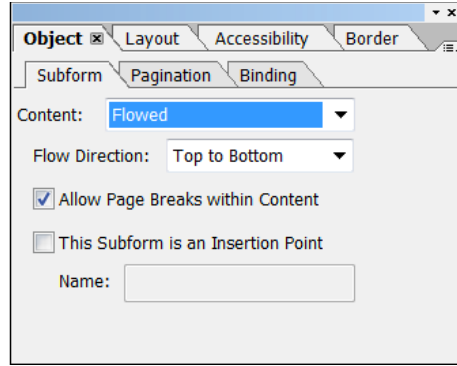 Object Layout Accessibility Border
Subform Pagination Binding
Content: Flowed
Flow Direction: Top to Bottom
Allow Page Breaks within Content
This Subform is an Insertion Point
Name: